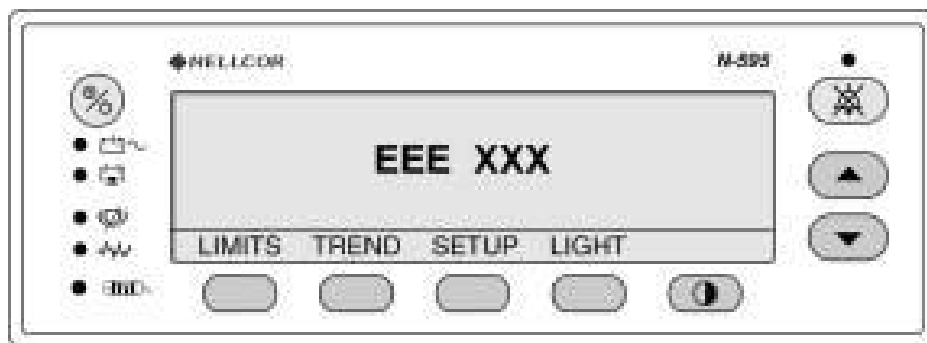 NELLCOR N-595
EEE XXX
LIMITS TREND SETUP LIGHT